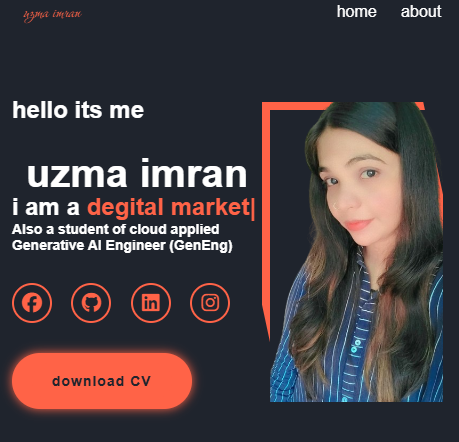 uzma imran
home about
hello its me
uzma imran
i am a degital market|
Also a student of cloud applied
Generative AI Engineer (GenEng)
download CV